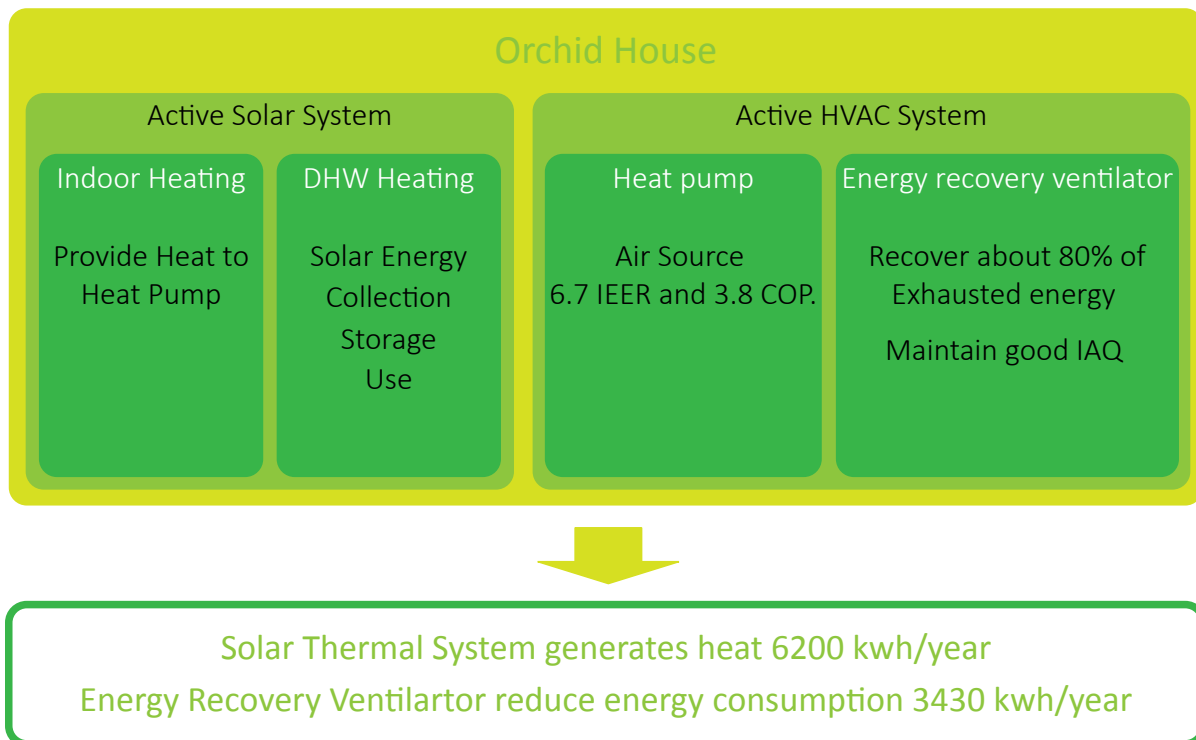 Orchid House
Active Solar System
Indoor Heating
Provide Heat to
Heat Pump
DHW Heating
Solar Energy
Collection
Storage
Use
Active HVAC System
Heat pump
Air Source
6.7 IEER and 3.8 COP.
Energy recovery ventilator
Recover about 80% of
Exhausted energy
Maintain good IAQ
Solar Thermal System generates heat 6200 kwh/year
Energy Recovery Ventilartor reduce energy consumption 3430 kwh/year